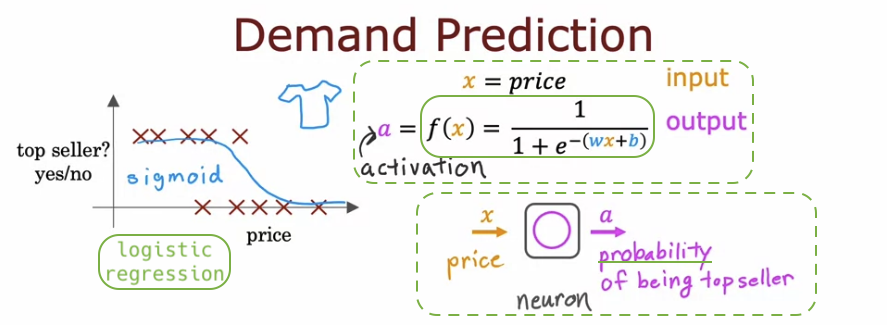 Demand Prediction
x = price input
a = f(x) = 1 / 1 + e^−(wx+b) output
activation
top seller?
yes/no
sigmoid
price
logistic
regression
x a
price
probability
of being top seller
neuron